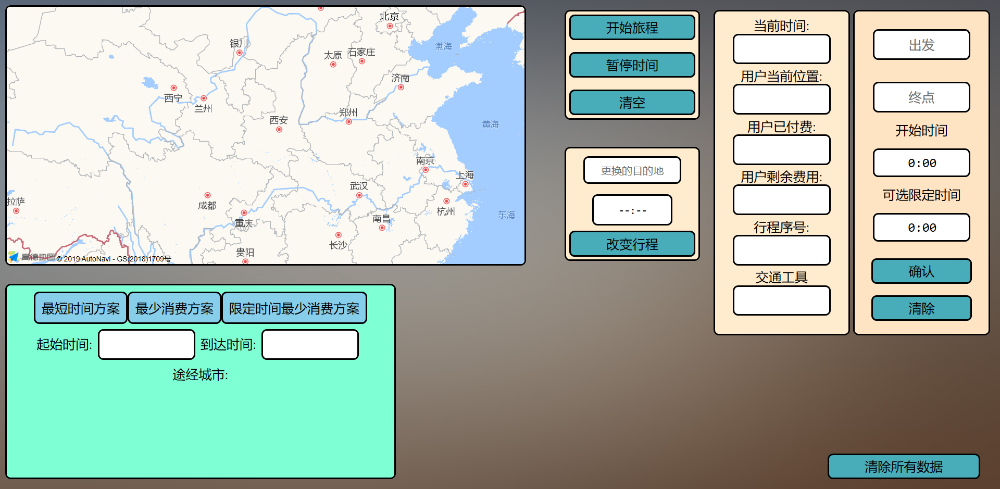 北京
银川
渤海
太原
石家庄
济南
西宁
兰州
郑州
西安
黄海
南京
上海
武汉
拉萨
成都
杭州
南昌
东海
重庆
长沙
贵阳
高德地图 © 2019 AutoNavi - GS(2018)1709号
开始旅程
暂停时间
清空
更换的目的地
--:--
改变行程
当前时间:
用户当前位置:
用户已付费:
用户剩余费用:
行程序号:
交通工具
出发
终点
开始时间
0:00
可选限定时间
0:00
确认
清除
最短时间方案
最少消费方案
限定时间最少消费方案
起始时间:
到达时间:
途经城市:
清除所有数据